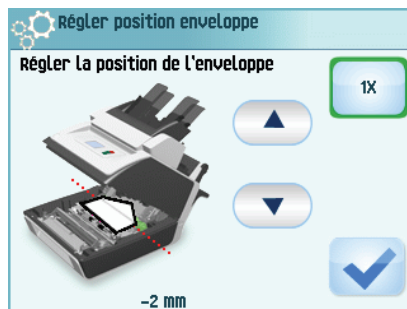 Régler position enveloppe
Régler la position de l'enveloppe
1X
-2 mm